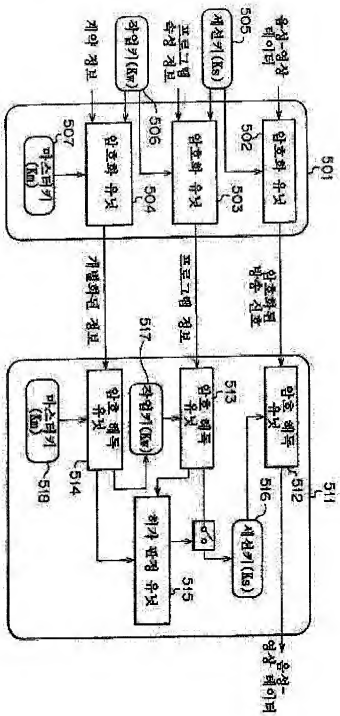 음성-영상
데이터
세션키(Ks)
505
프로그램
속성 정보
작업키(Kw)
506
계약 정보
501
502
암호화 유닛
503
암호화 유닛
504
암호화 유닛
507
마스터키
(Km)
암호화된
방송 신호
프로그램 정보
개별화된 정보
511
512
암호 해독
유닛
516
세션키(Ks)
513
암호 해독
유닛
517
작업키(Kw)
514
암호 해독
유닛
515
허가 판정 유닛
518
마스터키
(Km)
음성-
영상 데이터